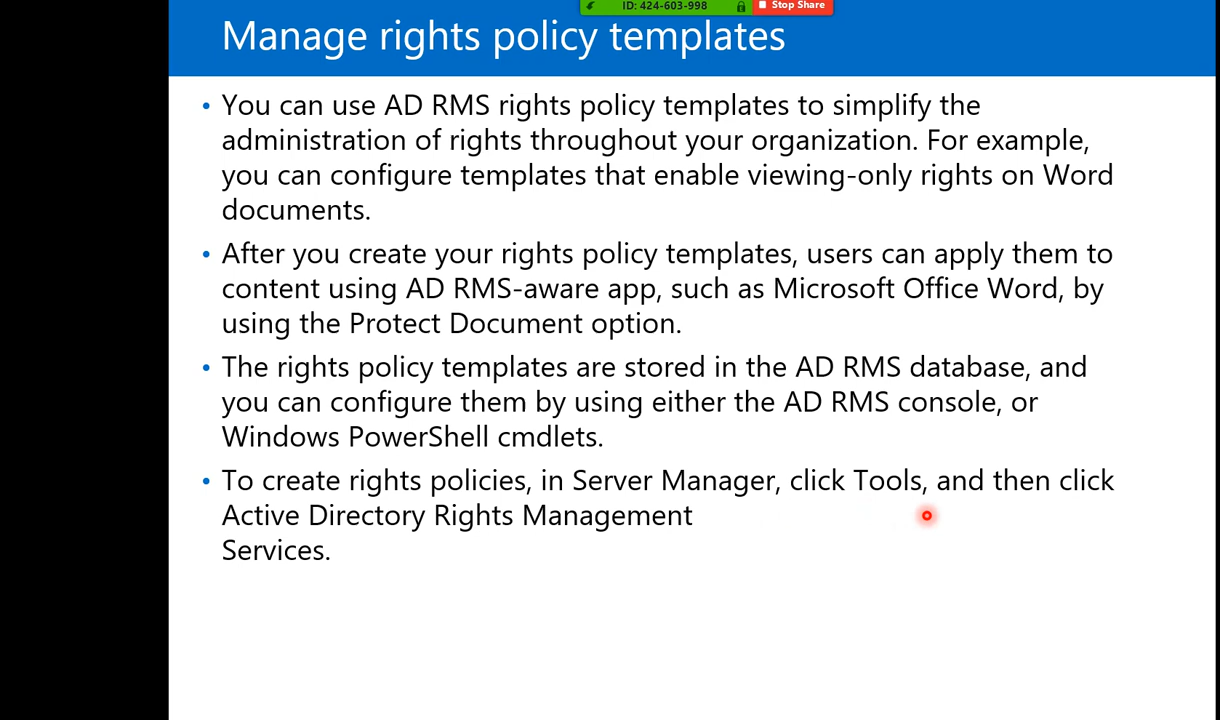 ID: 424-603-998
Stop Share
Manage rights policy templates
• You can use AD RMS rights policy templates to simplify the
administration of rights throughout your organization. For example,
you can configure templates that enable viewing-only rights on Word
documents.
• After you create your rights policy templates, users can apply them to
content using AD RMS-aware app, such as Microsoft Office Word, by
using the Protect Document option.
• The rights policy templates are stored in the AD RMS database, and
you can configure them by using either the AD RMS console, or
Windows PowerShell cmdlets.
• To create rights policies, in Server Manager, click Tools, and then click
Active Directory Rights Management
Services.